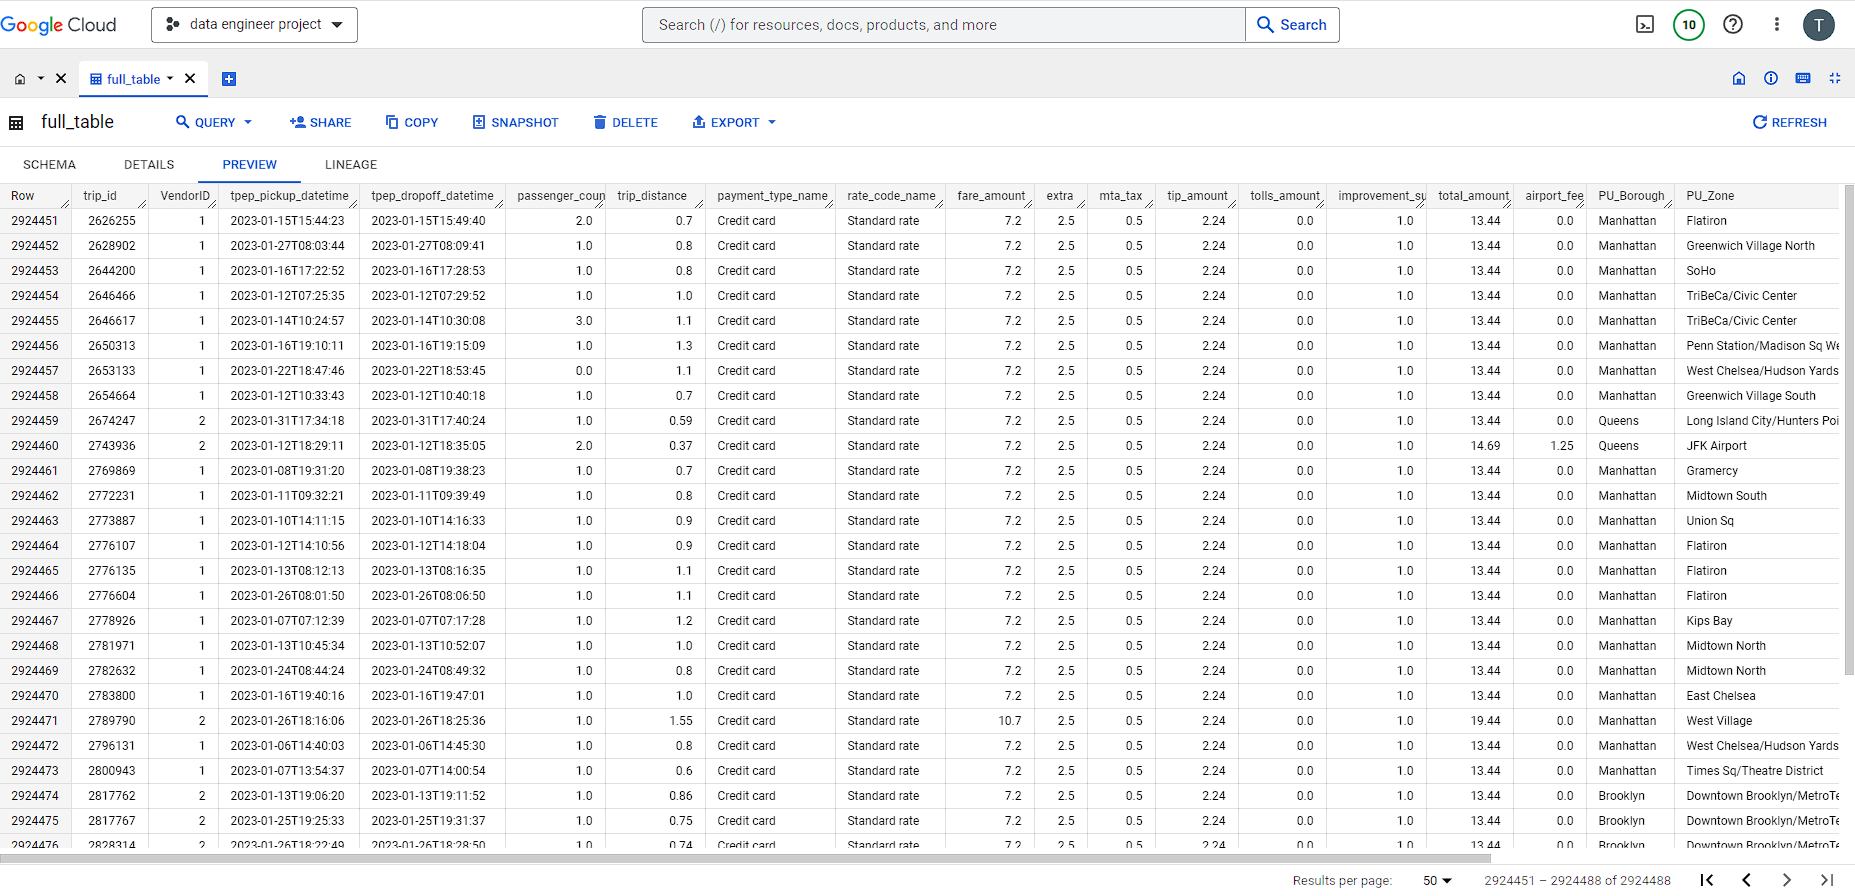 Google Cloud data engineer project Search (/) for resources, docs, products, and more Search 10 T
full_table
full_table QUERY SHARE COPY SNAPSHOT DELETE EXPORT REFRESH
SCHEMA DETAILS PREVIEW LINEAGE
Row trip_id VendorID tpep_pickup_datetime tpep_dropoff_datetime passenger_coun trip_distance payment_type_name rate_code_name fare_amount extra mta_tax tip_amount tolls_amount improvement_su total_amount airport_fee PU_Borough PU_Zone
2924451 2626255 1 2023-01-15T15:44:23 2023-01-15T15:49:40 2.0 0.7 Credit card Standard rate 7.2 2.5 0.5 2.24 0.0 1.0 13.44 0.0 Manhattan Flatiron
2924452 2628902 1 2023-01-27T08:03:44 2023-01-27T08:09:41 1.0 0.8 Credit card Standard rate 7.2 2.5 0.5 2.24 0.0 1.0 13.44 0.0 Manhattan Greenwich Village North
2924453 2644200 1 2023-01-16T17:22:52 2023-01-16T17:28:53 1.0 0.8 Credit card Standard rate 7.2 2.5 0.5 2.24 0.0 1.0 13.44 0.0 Manhattan SoHo
2924454 2646466 1 2023-01-12T07:25:35 2023-01-12T07:29:52 1.0 1.0 Credit card Standard rate 7.2 2.5 0.5 2.24 0.0 1.0 13.44 0.0 Manhattan TriBeCa/Civic Center
2924455 2646617 1 2023-01-14T10:24:57 2023-01-14T10:30:08 3.0 1.1 Credit card Standard rate 7.2 2.5 0.5 2.24 0.0 1.0 13.44 0.0 Manhattan TriBeCa/Civic Center
2924456 2650313 1 2023-01-16T19:10:11 2023-01-16T19:15:09 1.0 1.3 Credit card Standard rate 7.2 2.5 0.5 2.24 0.0 1.0 13.44 0.0 Manhattan Penn Station/Madison Sq We
2924457 2653133 1 2023-01-22T18:47:46 2023-01-22T18:53:45 0.0 1.1 Credit card Standard rate 7.2 2.5 0.5 2.24 0.0 1.0 13.44 0.0 Manhattan West Chelsea/Hudson Yards
2924458 2654664 1 2023-01-12T10:33:43 2023-01-12T10:40:18 1.0 0.7 Credit card Standard rate 7.2 2.5 0.5 2.24 0.0 1.0 13.44 0.0 Manhattan Greenwich Village South
2924459 2674247 2 2023-01-31T17:34:18 2023-01-31T17:40:24 1.0 0.59 Credit card Standard rate 7.2 2.5 0.5 2.24 0.0 1.0 13.44 0.0 Queens Long Island City/Hunters Poi
2924460 2743936 2 2023-01-12T18:29:11 2023-01-12T18:35:05 2.0 0.37 Credit card Standard rate 7.2 2.5 0.5 2.24 0.0 1.0 14.69 1.25 Queens JFK Airport
2924461 2769869 1 2023-01-08T19:31:20 2023-01-08T19:38:23 1.0 0.7 Credit card Standard rate 7.2 2.5 0.5 2.24 0.0 1.0 13.44 0.0 Manhattan Gramercy
2924462 2772231 1 2023-01-11T09:32:21 2023-01-11T09:39:49 1.0 0.8 Credit card Standard rate 7.2 2.5 0.5 2.24 0.0 1.0 13.44 0.0 Manhattan Midtown South
2924463 2773887 1 2023-01-10T14:11:15 2023-01-10T14:16:33 1.0 0.9 Credit card Standard rate 7.2 2.5 0.5 2.24 0.0 1.0 13.44 0.0 Manhattan Union Sq
2924464 2776107 1 2023-01-12T14:10:56 2023-01-12T14:18:04 1.0 0.9 Credit card Standard rate 7.2 2.5 0.5 2.24 0.0 1.0 13.44 0.0 Manhattan Flatiron
2924465 2776135 1 2023-01-13T08:12:13 2023-01-13T08:16:35 1.0 1.1 Credit card Standard rate 7.2 2.5 0.5 2.24 0.0 1.0 13.44 0.0 Manhattan Flatiron
2924466 2776604 1 2023-01-26T08:01:50 2023-01-26T08:06:50 1.0 1.1 Credit card Standard rate 7.2 2.5 0.5 2.24 0.0 1.0 13.44 0.0 Manhattan Flatiron
2924467 2778926 1 2023-01-07T07:12:39 2023-01-07T07:17:28 1.0 1.2 Credit card Standard rate 7.2 2.5 0.5 2.24 0.0 1.0 13.44 0.0 Manhattan Kips Bay
2924468 2781971 1 2023-01-13T10:45:34 2023-01-13T10:52:07 1.0 1.0 Credit card Standard rate 7.2 2.5 0.5 2.24 0.0 1.0 13.44 0.0 Manhattan Midtown North
2924469 2782632 1 2023-01-24T08:44:24 2023-01-24T08:49:32 1.0 0.8 Credit card Standard rate 7.2 2.5 0.5 2.24 0.0 1.0 13.44 0.0 Manhattan Midtown North
2924470 2783800 1 2023-01-16T19:40:16 2023-01-16T19:47:01 1.0 1.0 Credit card Standard rate 7.2 2.5 0.5 2.24 0.0 1.0 13.44 0.0 Manhattan East Chelsea
2924471 2789790 2 2023-01-26T18:16:06 2023-01-26T18:25:36 1.0 1.55 Credit card Standard rate 10.7 2.5 0.5 2.24 0.0 1.0 19.44 0.0 Manhattan West Village
2924472 2796131 1 2023-01-06T14:40:03 2023-01-06T14:45:30 1.0 0.8 Credit card Standard rate 7.2 2.5 0.5 2.24 0.0 1.0 13.44 0.0 Manhattan West Chelsea/Hudson Yards
2924473 2800943 1 2023-01-07T13:54:37 2023-01-07T14:00:54 1.0 0.6 Credit card Standard rate 7.2 2.5 0.5 2.24 0.0 1.0 13.44 0.0 Manhattan Times Sq/Theatre District
2924474 2817762 2 2023-01-13T19:06:20 2023-01-13T19:11:52 1.0 0.86 Credit card Standard rate 7.2 2.5 0.5 2.24 0.0 1.0 13.44 0.0 Brooklyn Downtown Brooklyn/MetroTe
2924475 2817767 2 2023-01-25T19:25:33 2023-01-25T19:31:37 1.0 0.75 Credit card Standard rate 7.2 2.5 0.5 2.24 0.0 1.0 13.44 0.0 Brooklyn Downtown Brooklyn/MetroTe
2924476 2828314 2 2023-01-26T18:22:49 2023-01-26T18:28:50 1.0 0.74 Credit card Standard rate 7.2 2.5 0.5 2.24 0.0 1.0 13.44 0.0 Brooklyn Downtown Brooklyn/MetroTe
Results per page: 50 2924451 – 2924488 of 2924488